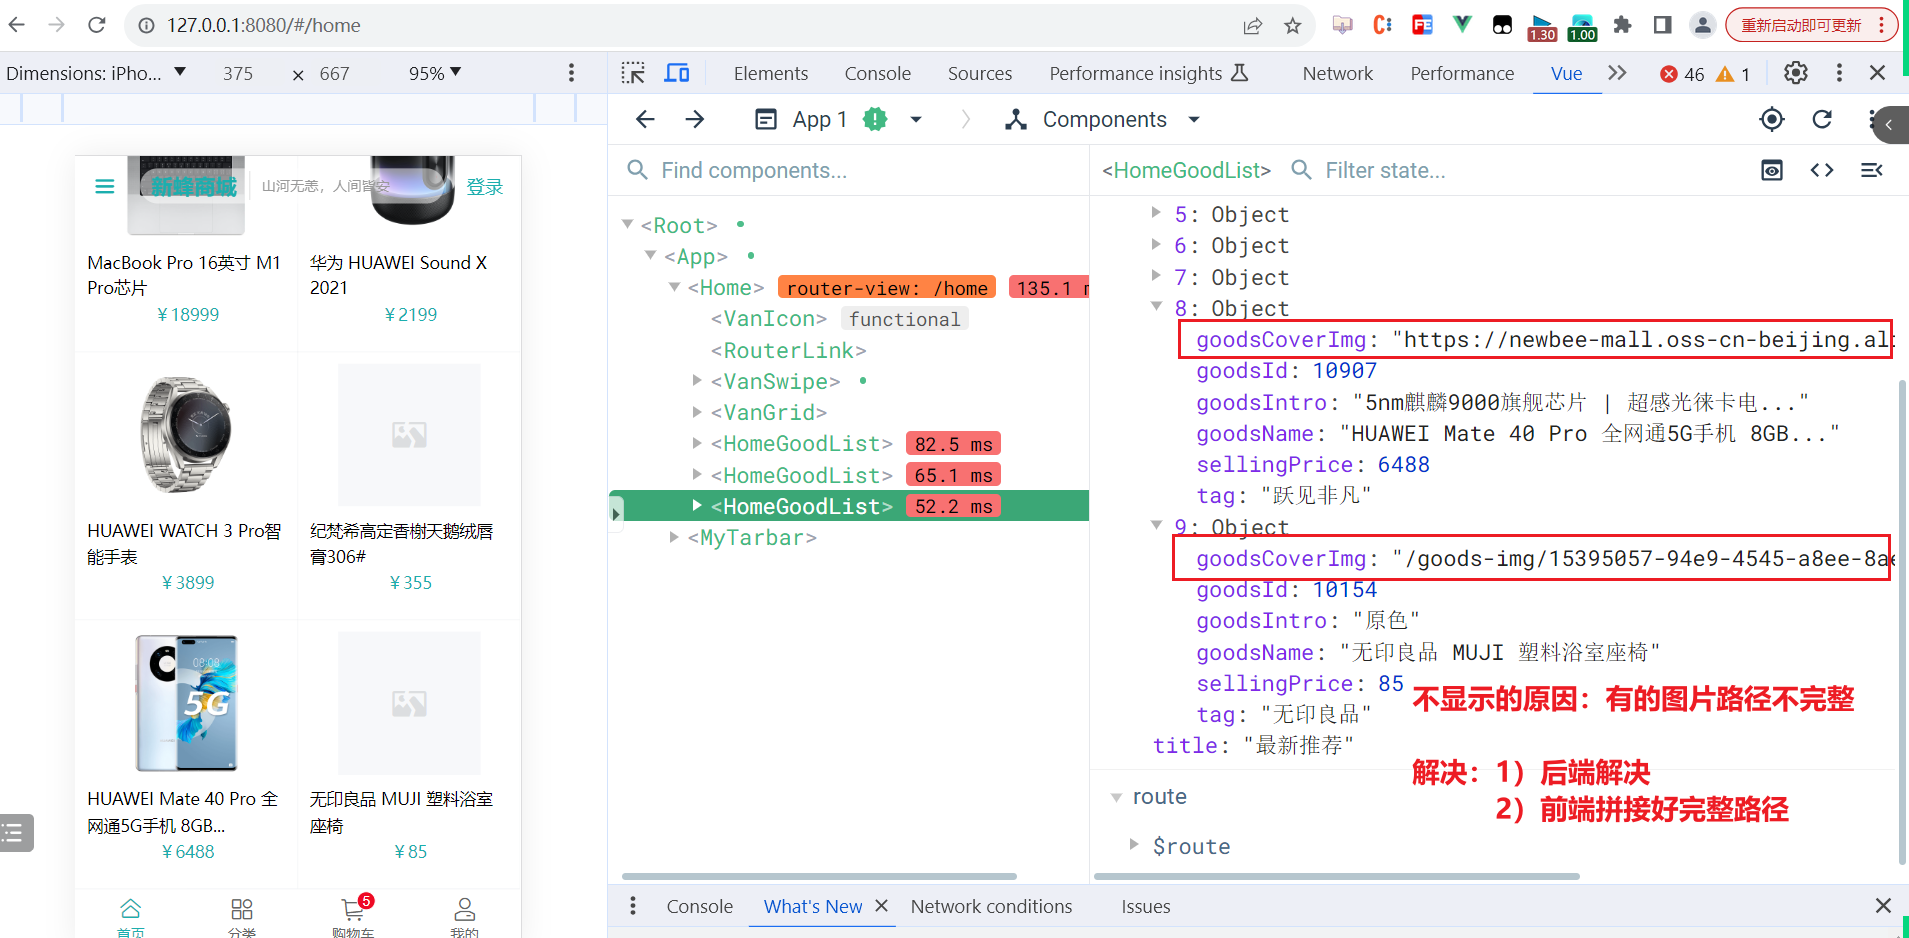 127.0.0.1:8080/#/home
1.30
1.00
重新启动即可更新
Dimensions: iPho...
375
×
667
95%
Elements
Console
Sources
Performance insights
Network
Performance
Vue
46
1
App 1
Components
新蜂商城
山河无恙，人间皆安
登录
Find components...
<HomeGoodList>
Filter state...
MacBook Pro 16英寸 M1
Pro芯片
￥18999
华为 HUAWEI Sound X
2021
￥2199
HUAWEI WATCH 3 Pro智
能手表
￥3899
纪梵希高定香榭天鹅绒唇
膏306#
￥355
08:08
5G
HUAWEI Mate 40 Pro 全
网通5G手机 8GB...
￥6488
无印良品 MUJI 塑料浴室
座椅
￥85
首页
分类
5
购物车
我的
<Root>
<App>
<Home> router-view: /home 135.1
<VanIcon> functional
<RouterLink>
<VanSwipe>
<VanGrid>
<HomeGoodList> 82.5 ms
<HomeGoodList> 65.1 ms
<HomeGoodList> 52.2 ms
<MyTarbar>
5: Object
6: Object
7: Object
8: Object
goodsCoverImg: "https://newbee-mall.oss-cn-beijing.al
goodsId: 10907
goodsIntro: "5nm麒麟9000旗舰芯片 | 超感光徕卡电..."
goodsName: "HUAWEI Mate 40 Pro 全网通5G手机 8GB..."
sellingPrice: 6488
tag: "跃见非凡"
9: Object
goodsCoverImg: "/goods-img/15395057-94e9-4545-a8ee-8a
goodsId: 10154
goodsIntro: "原色"
goodsName: "无印良品 MUJI 塑料浴室座椅"
sellingPrice: 85
tag: "无印良品"
title: "最新推荐"
不显示的原因：有的图片路径不完整
解决：1）后端解决
2）前端拼接好完整路径
route
$route
Console
What's New
Network conditions
Issues